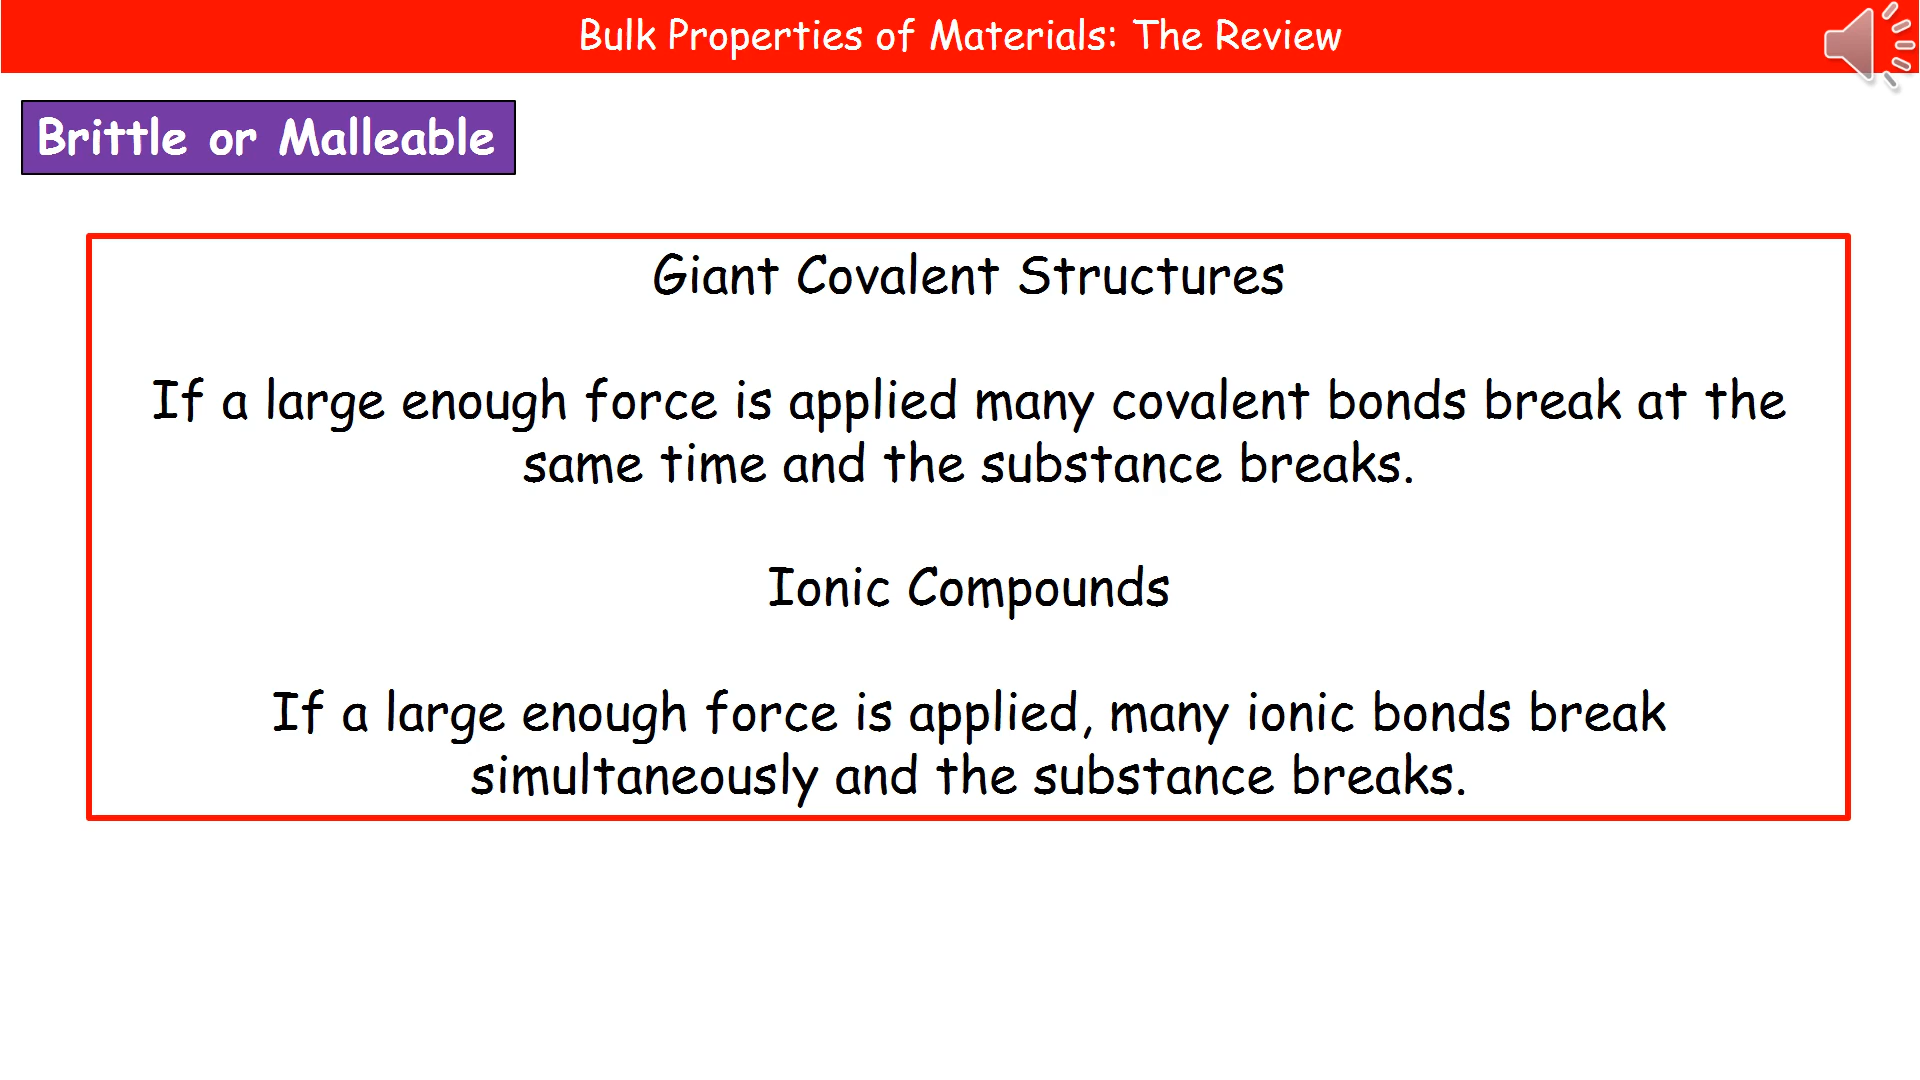 Bulk Properties of Materials: The Review
Brittle or Malleable
Giant Covalent Structures
If a large enough force is applied many covalent bonds break at the
same time and the substance breaks.
Ionic Compounds
If a large enough force is applied, many ionic bonds break
simultaneously and the substance breaks.